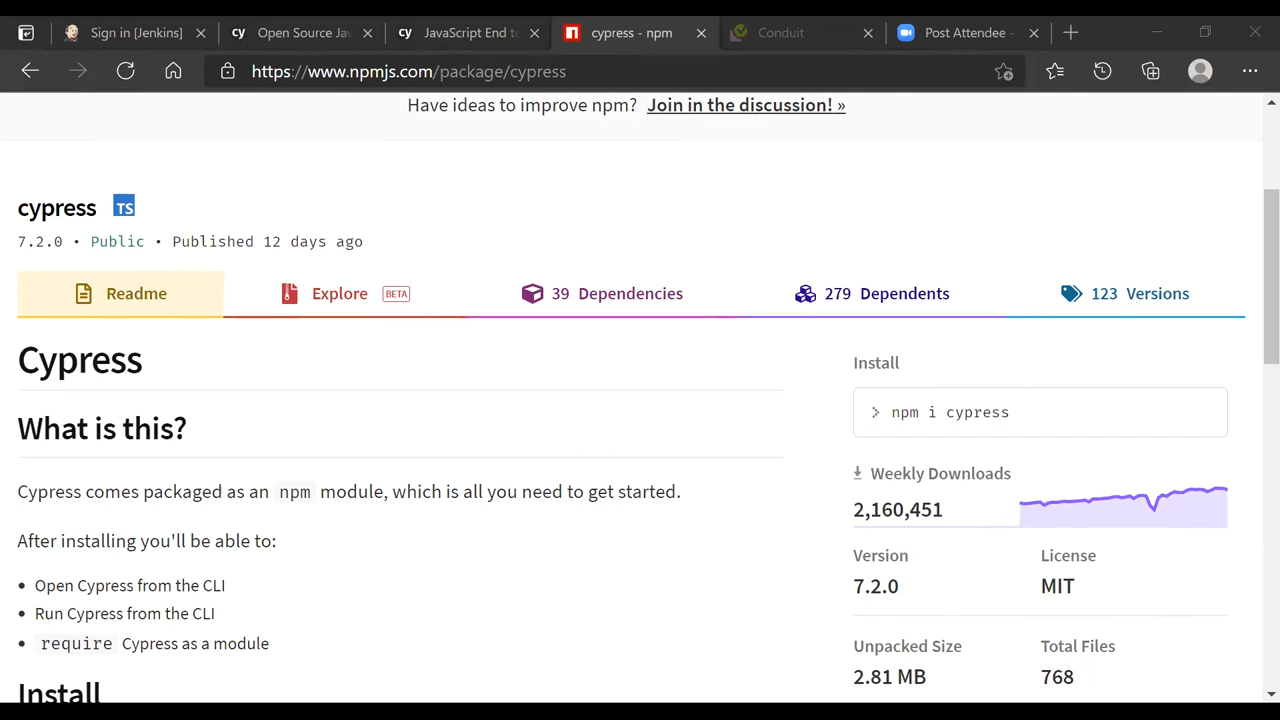 Sign in [Jenkins]
cy
Open Source Jav
cy
JavaScript End to
cypress - npm
Conduit
Post Attendee -
https://www.npmjs.com/package/cypress
Have ideas to improve npm? Join in the discussion! »
cypress TS
7.2.0 • Public • Published 12 days ago
Readme
Explore BETA
39 Dependencies
279 Dependents
123 Versions
Cypress
What is this?
Cypress comes packaged as an npm module, which is all you need to get started.
After installing you'll be able to:
• Open Cypress from the CLI
• Run Cypress from the CLI
• require Cypress as a module
Install
Install
> npm i cypress
Weekly Downloads
2,160,451
Version
License
7.2.0
MIT
Unpacked Size
Total Files
2.81 MB
768